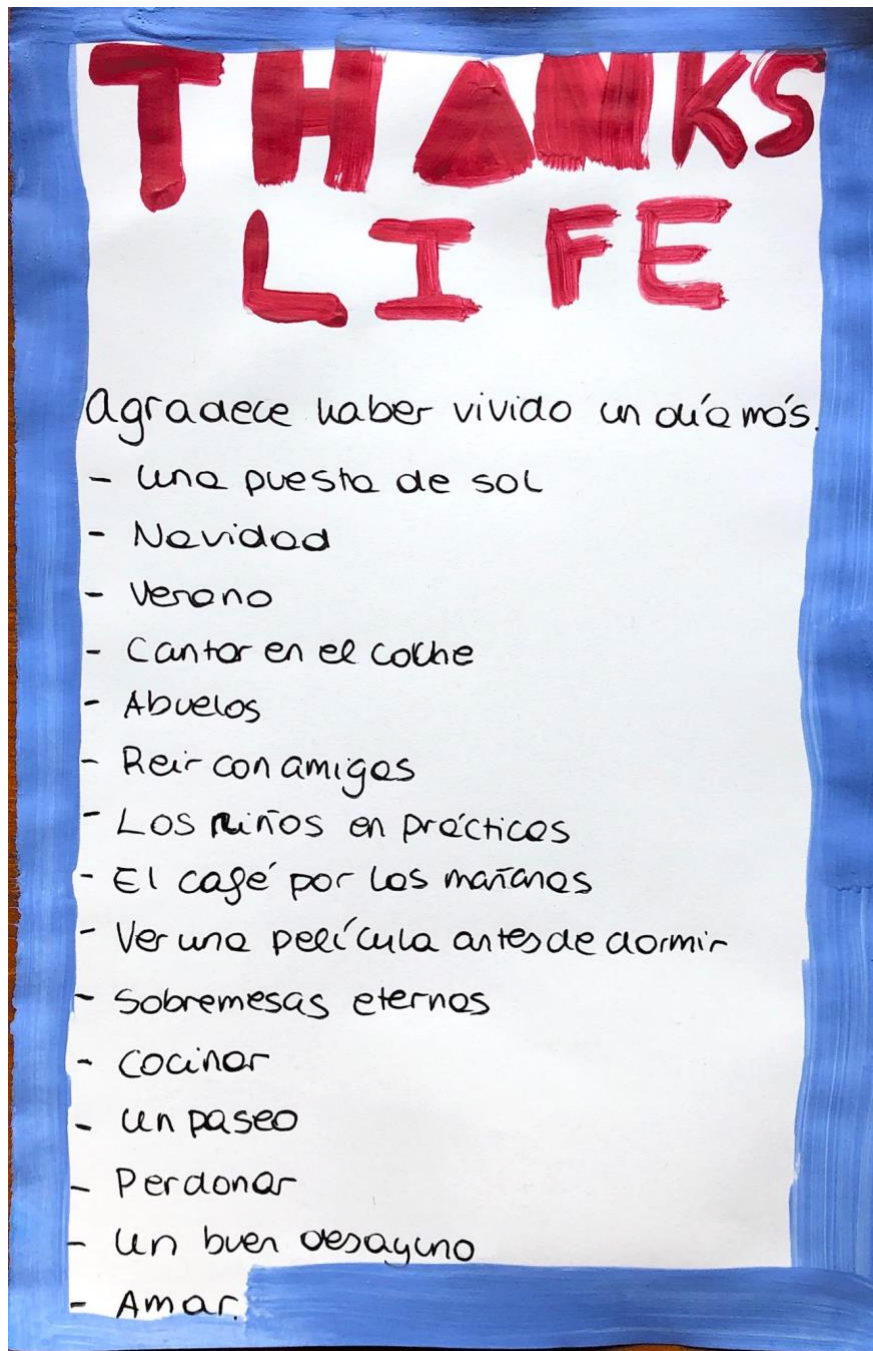 THANKS
LIFE
Agradece haber vivido un día más.
- Una puesta de sol
- Navidad
- Verano
- Cantar en el coche
- Abuelos
- Reir con amigos
- Los niños en prácticas
- El café por las mañanas
- Ver una película antes de dormir
- Sobremesas eternas
- Cocinar
- Un paseo
- Perdonar
- Un buen desayuno
- Amar.